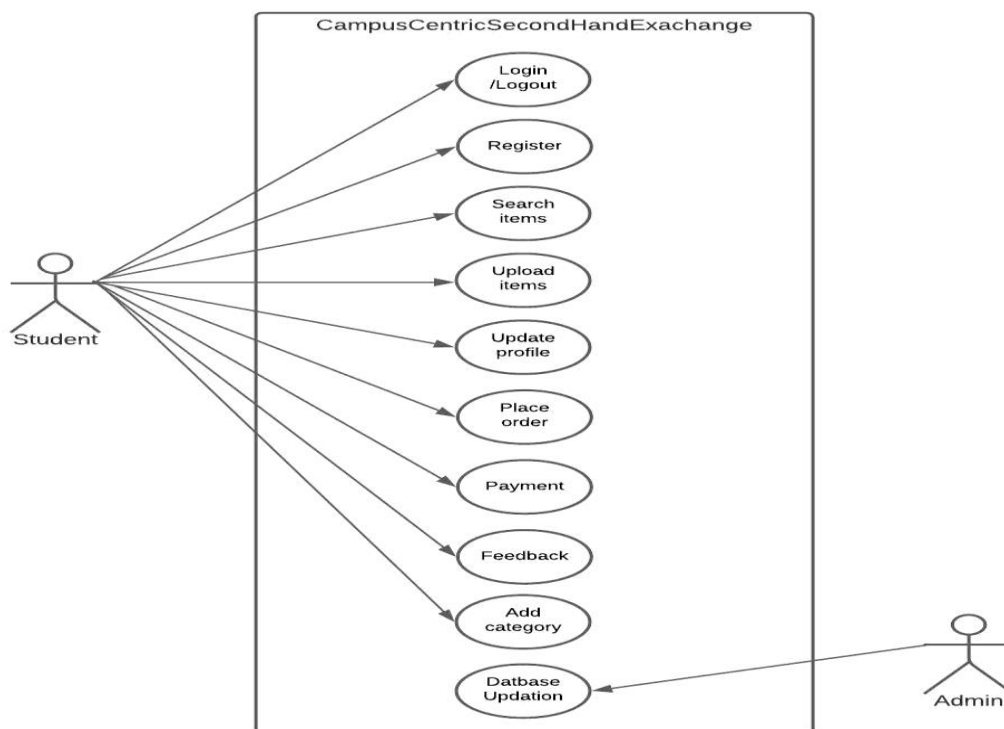 CampusCentricSecondHandExachange
Login
/Logout
Register
Search
items
Upload
items
Student
Update
profile
Place
order
Payment
Feedback
Add
category
Datbase
Updation
Admin